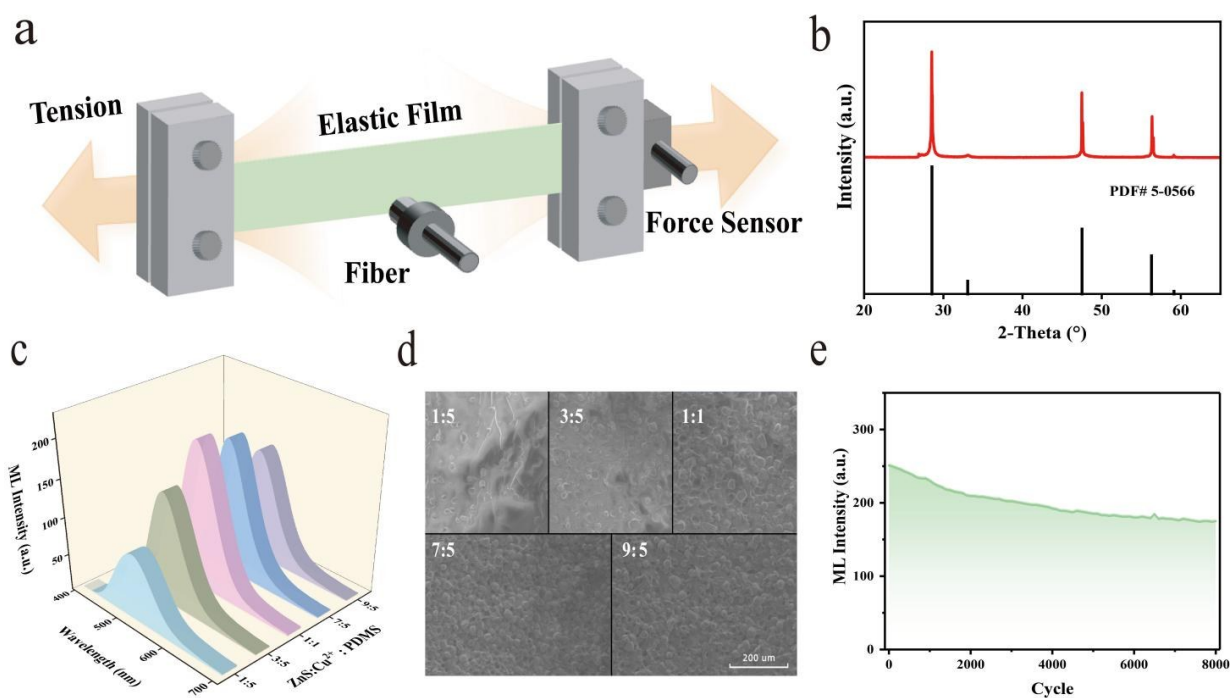 a
Tension
Elastic Film
Fiber
Force Sensor
b
Intensity (a.u.)
PDF# 5-0566
20 30 40 50 60
2-Theta (°)
c
ML Intensity (a.u.)
200
150
100
50
400
500
600
700
Wavelength (nm)
1:5
3:5
1:1
7:5
9:5
ZnS:Cu²⁺ : PDMS
d
1:5 3:5 1:1
7:5 9:5
200 um
e
ML Intensity (a.u.)
300
200
100
0
0 2000 4000 6000 8000
Cycle